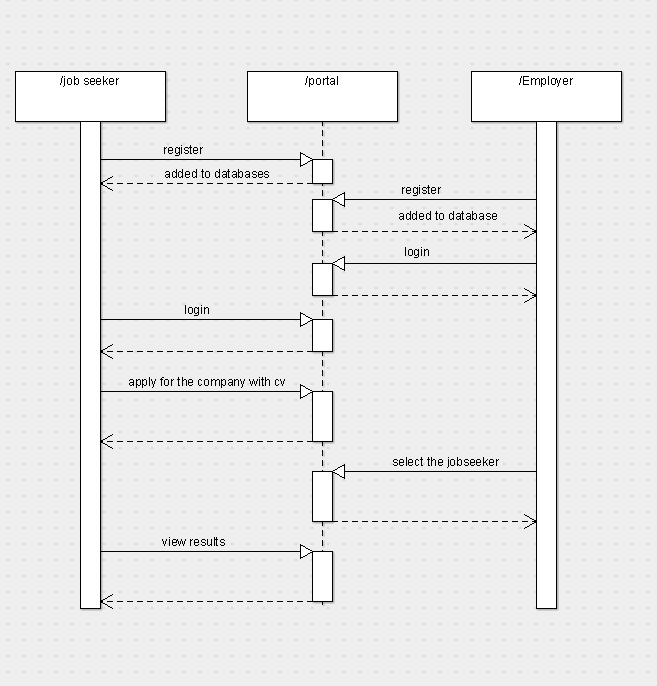 /job seeker
/portal
/Employer
register
added to databases
register
added to database
login
login
apply for the company with cv
select the jobseeker
view results